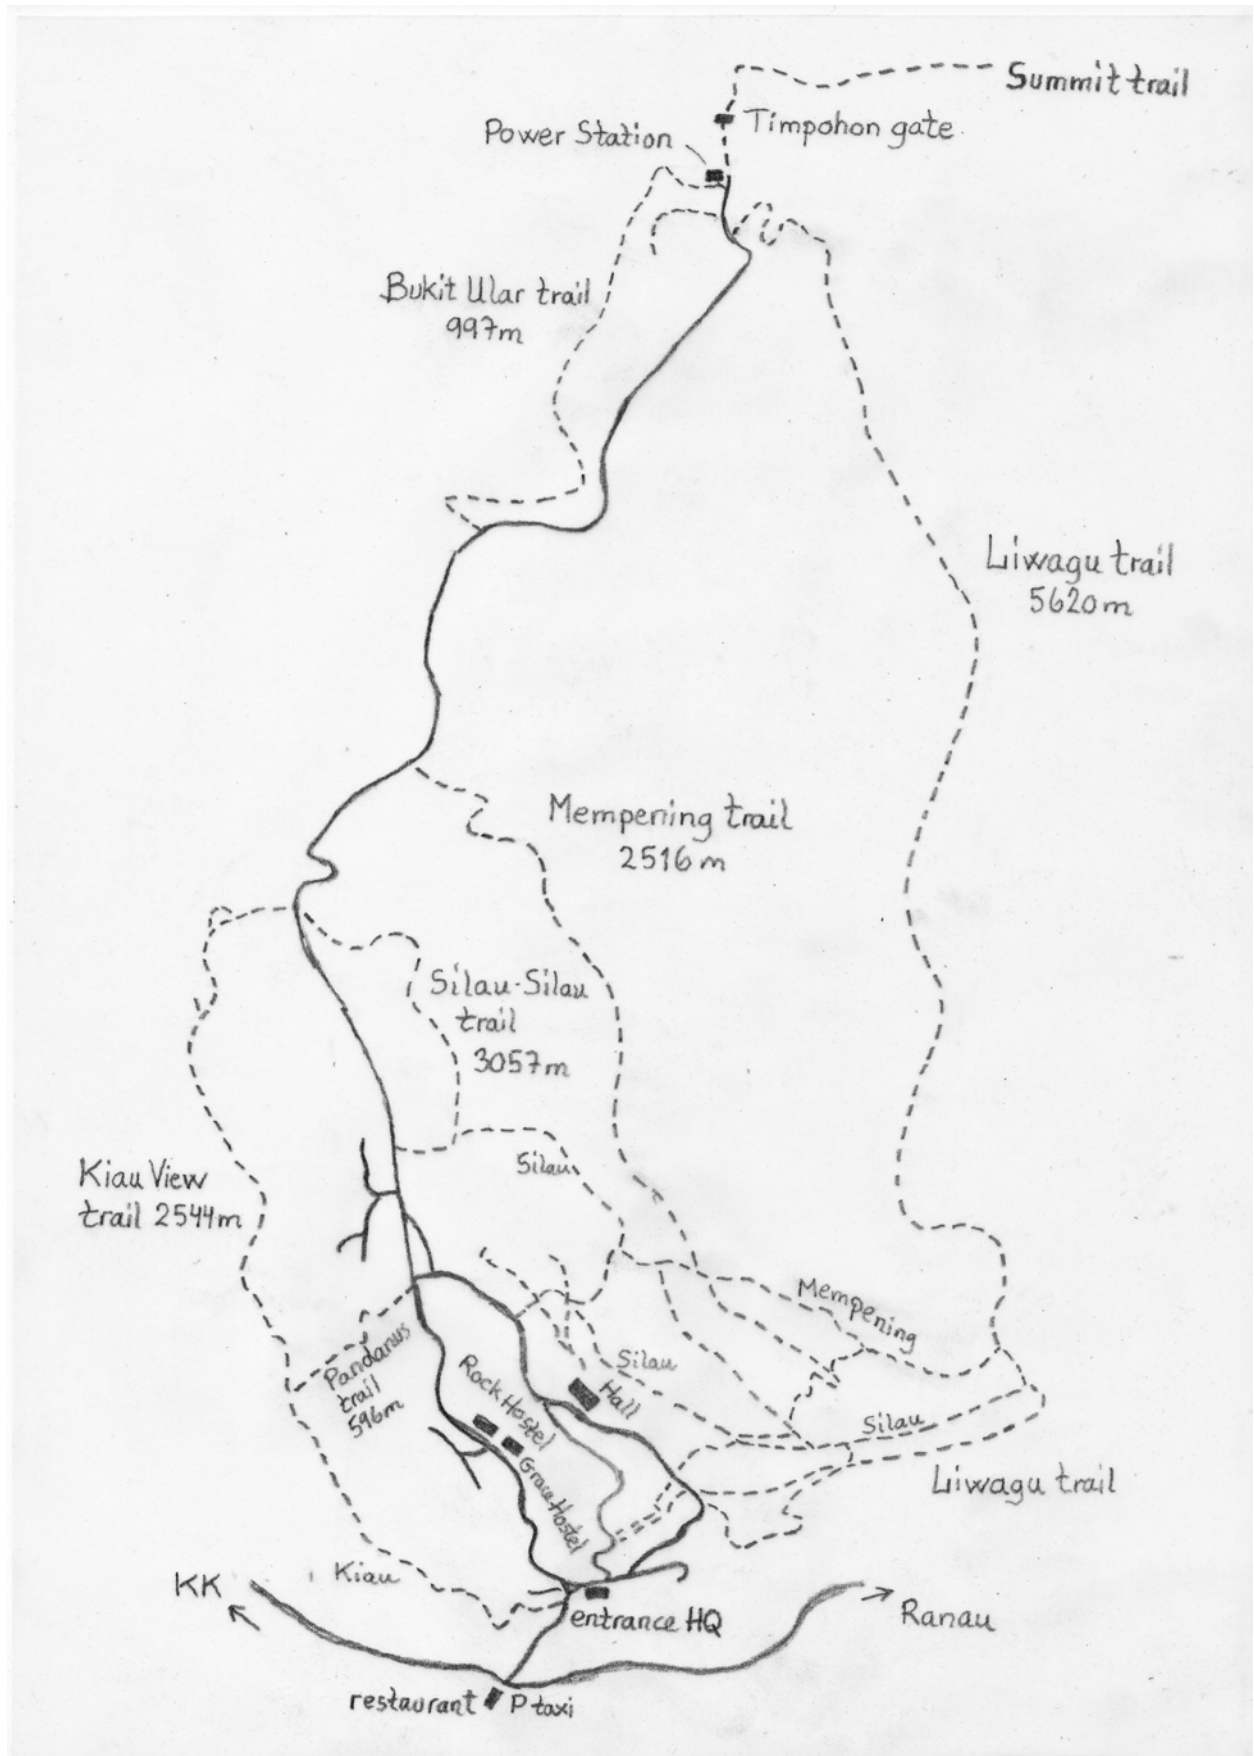 Summit trail
Timpohon gate
Power Station
Bukit Ular trail
997m
Liwagu trail
5620m
Mempening trail
2516m
Silau-Silau
trail
3057m
Silau
Kiau View
trail 2544m
Mempening
Pandanus
trail
596m
Rock Hostel
Silau
Hall
Silau
Grace Hostel
Liiwagu trail
Kiau
KK
entrance HQ
Ranau
restaurant
P taxi